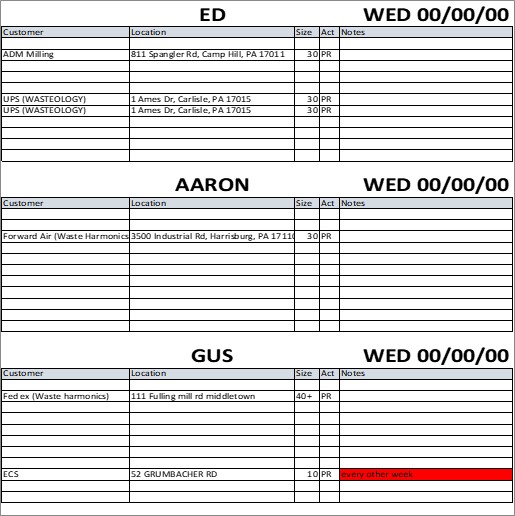 ED WED 00/00/00
Customer Location Size Act Notes
ADM Milling 811 Spangler Rd, Camp Hill, PA 17011 30 PR
UPS (WASTEOLOGY) 1 Ames Dr, Carlisle, PA 17015 30 PR
UPS (WASTEOLOGY) 1 Ames Dr, Carlisle, PA 17015 30 PR
AARON WED 00/00/00
Customer Location Size Act Notes
Forward Air (Waste Harmonics 3500 Industrial Rd, Harrisburg, PA 17110 30 PR
GUS WED 00/00/00
Customer Location Size Act Notes
Fed ex (Waste harmonics) 111 Fulling mill rd middletown 40+ PR
ECS 52 GRUMBACHER RD 10 PR every other week